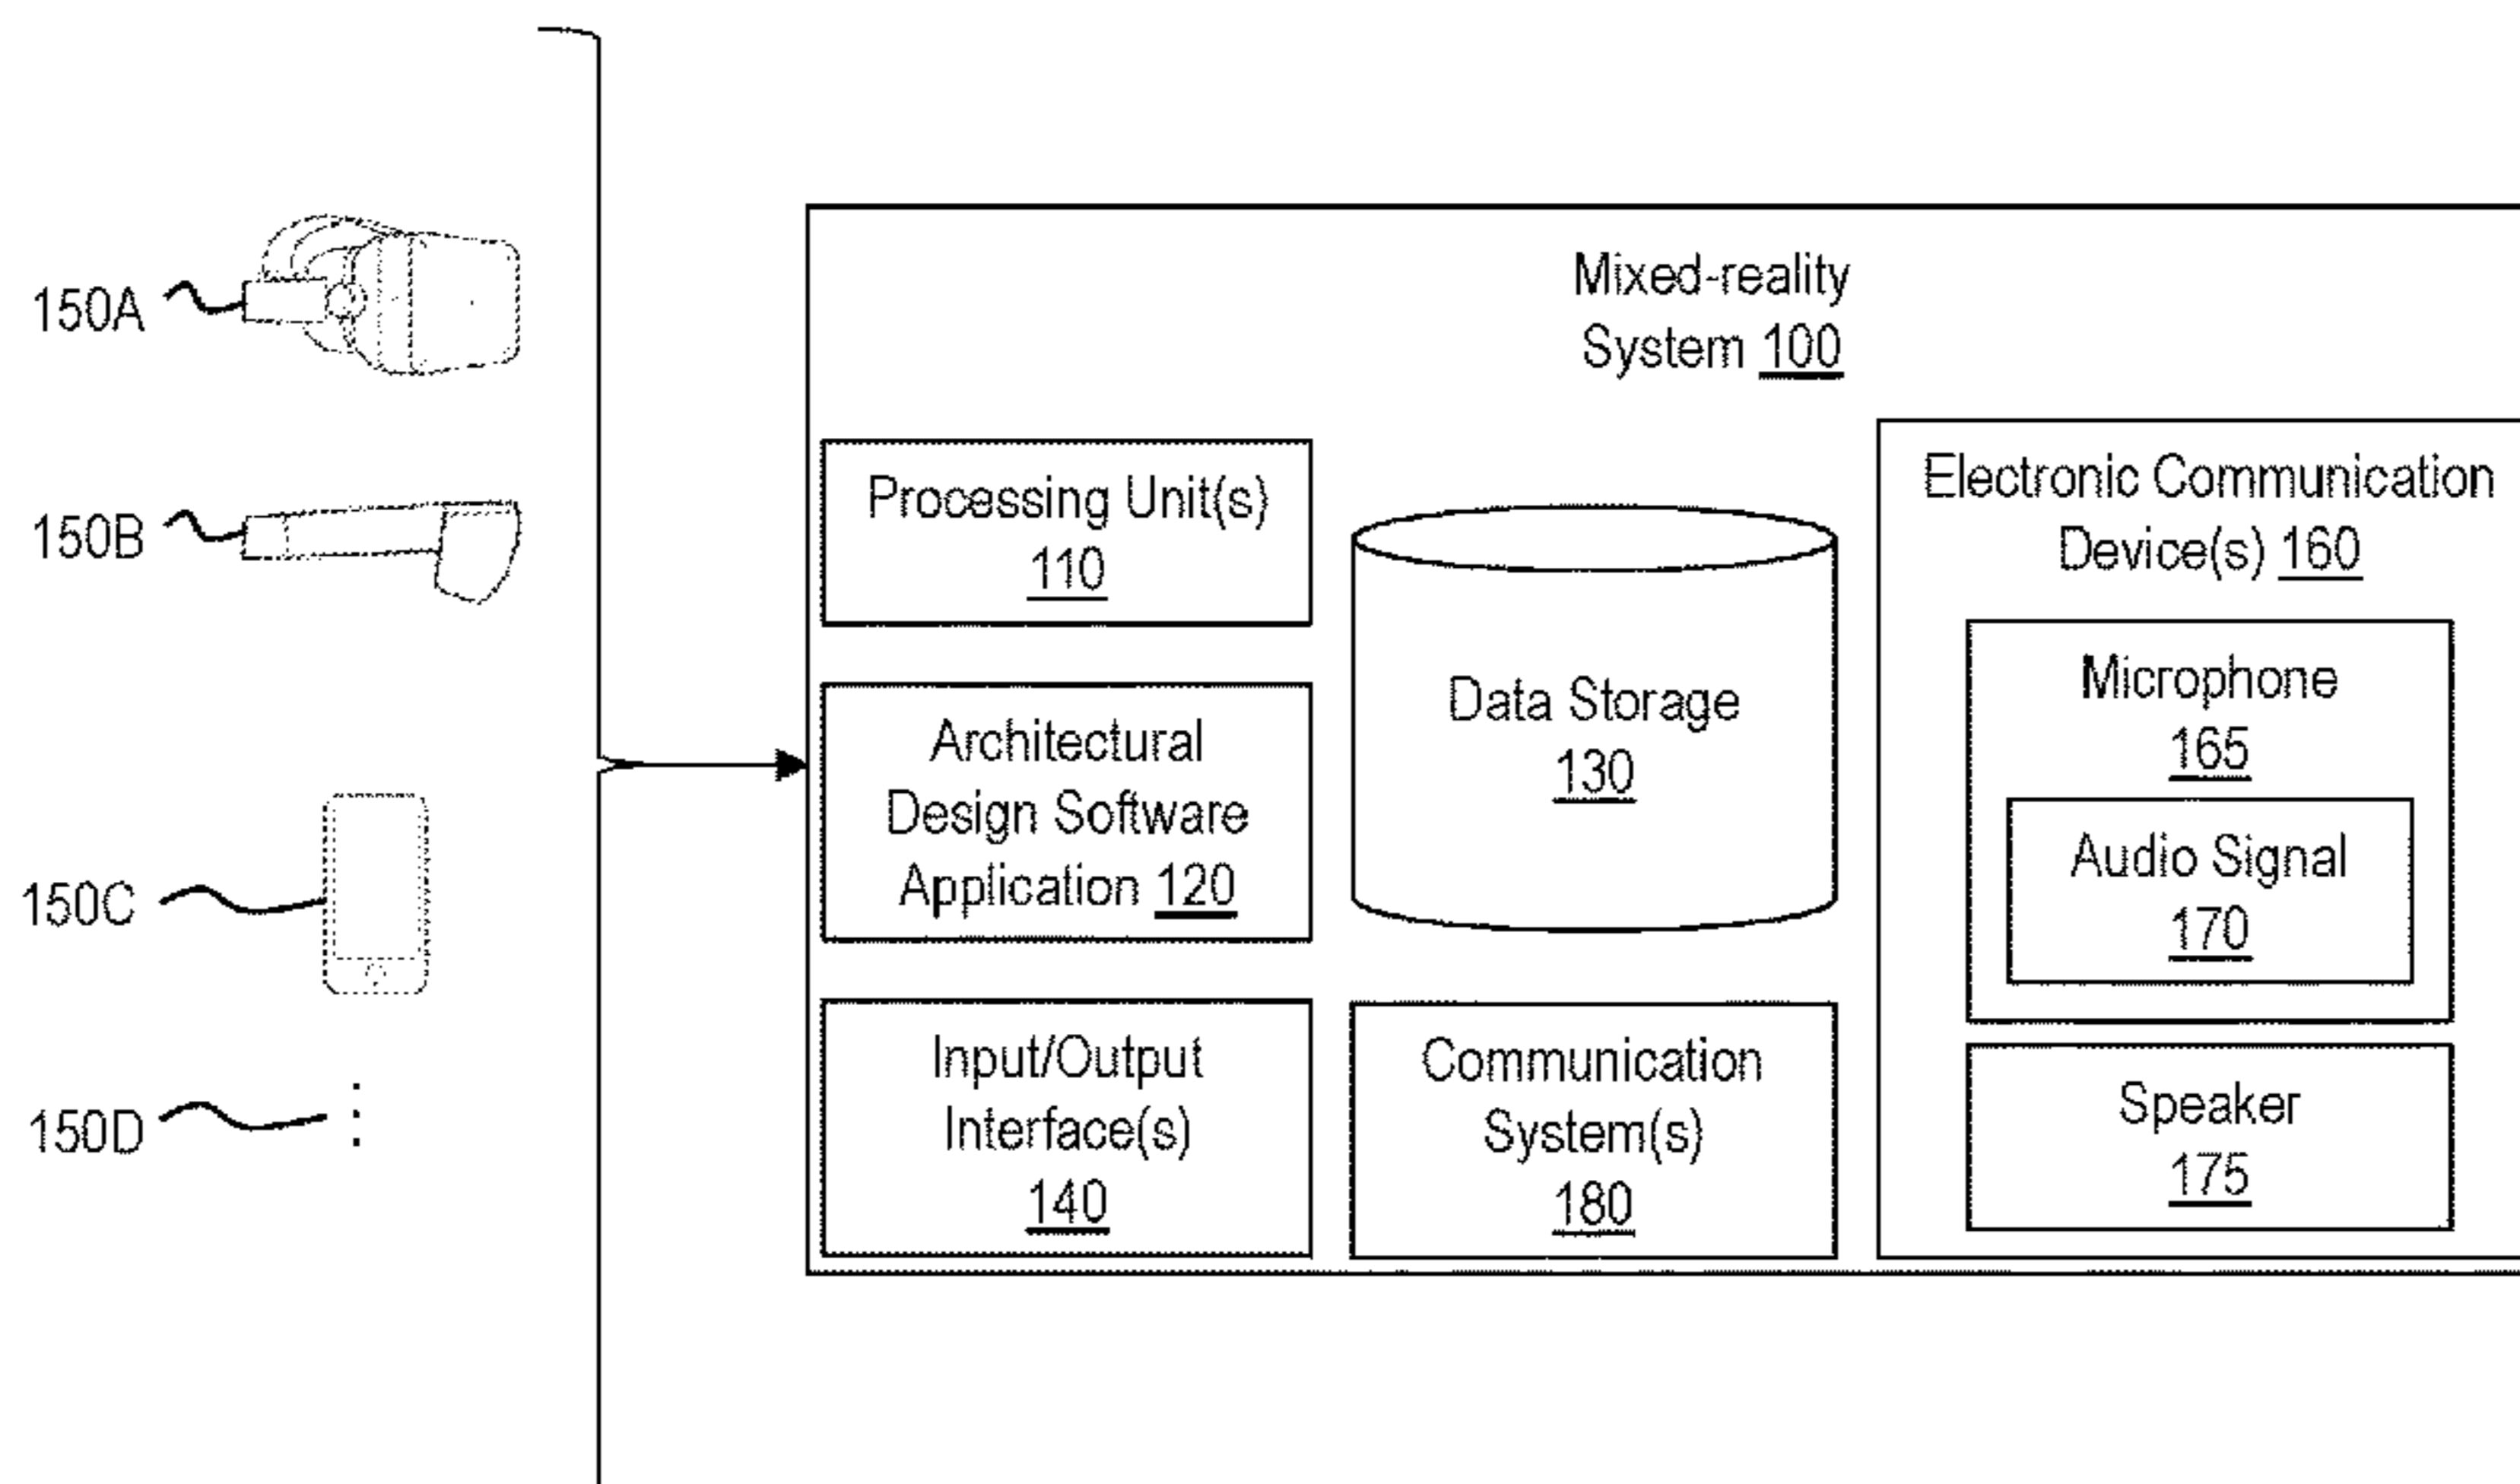 150A
150B
150C
150D
Mixed-reality
System 100
Processing Unit(s)
110
Architectural
Design Software
Application 120
Input/Output
Interface(s)
140
Data Storage
130
Communication
System(s)
180
Electronic Communication
Device(s) 160
Microphone
165
Audio Signal
170
Speaker
175